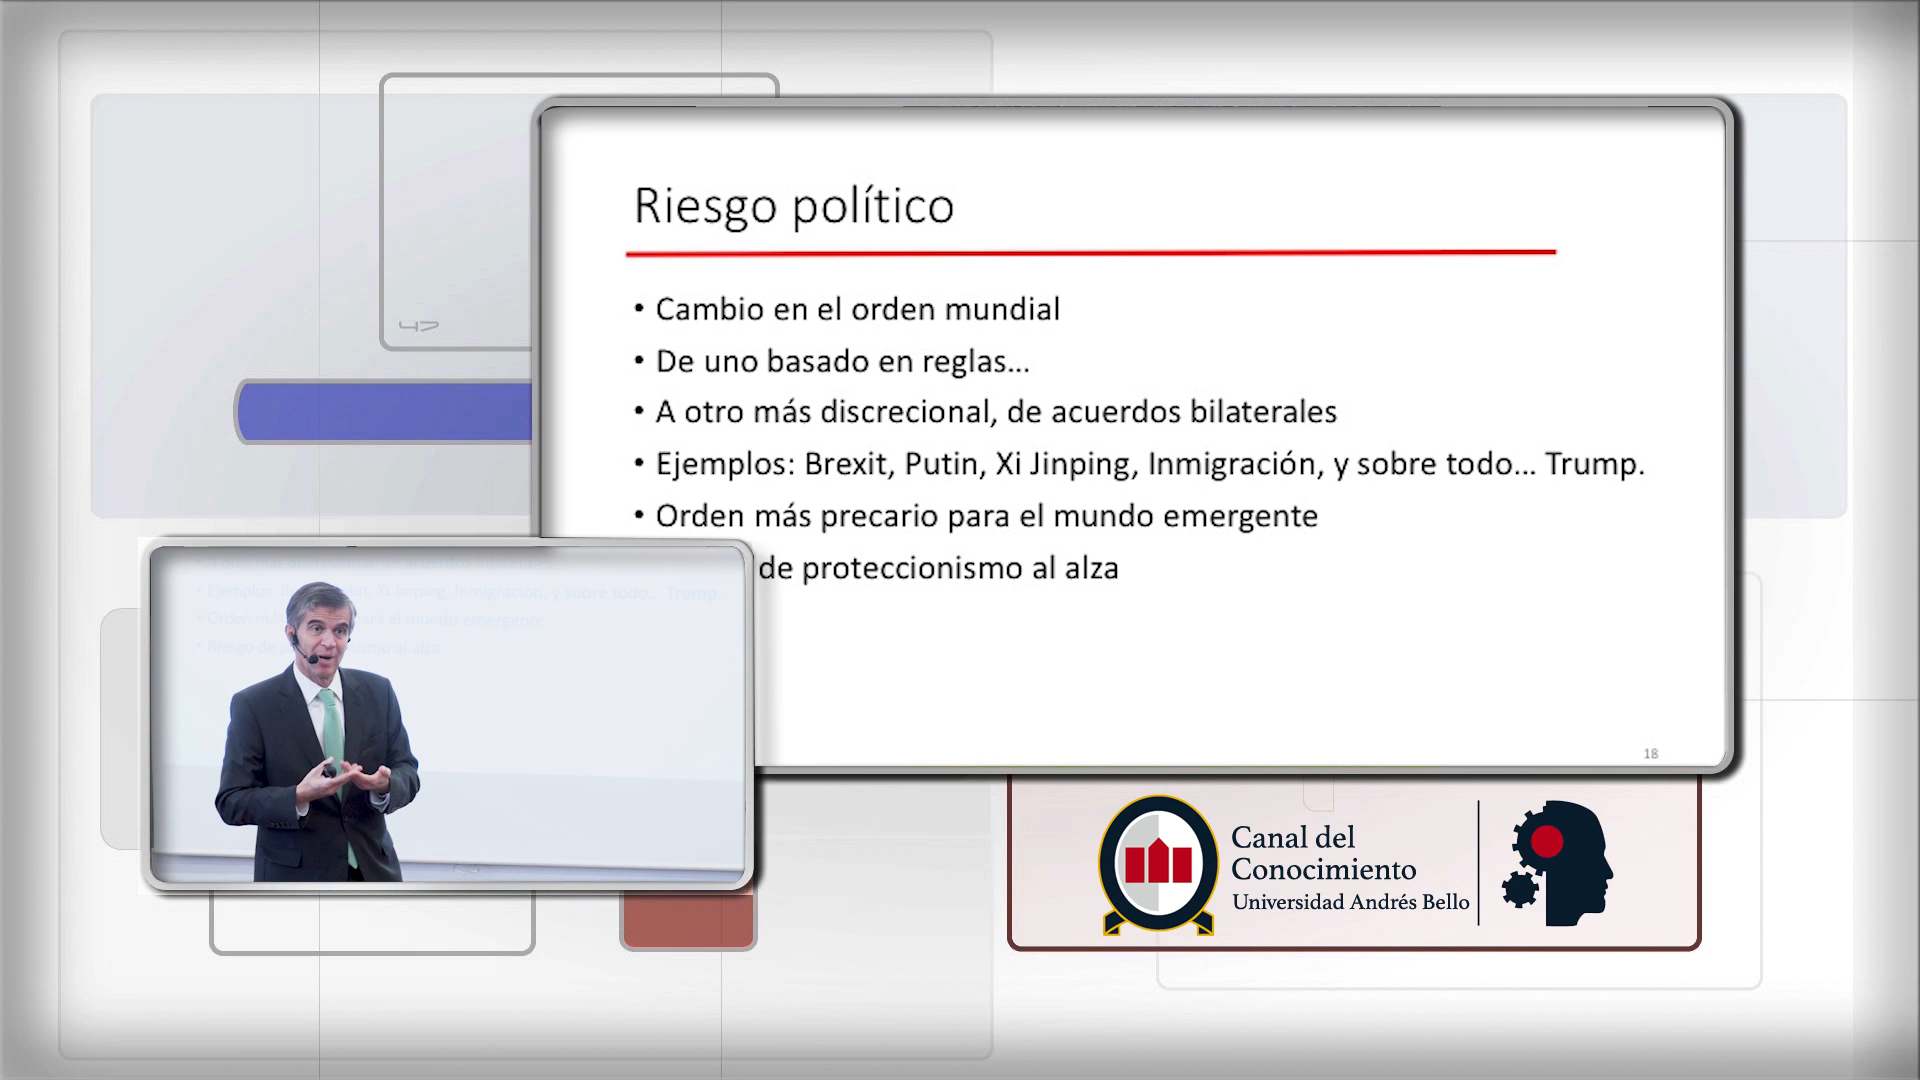 Riesgo político
• Cambio en el orden mundial
• De uno basado en reglas...
• A otro más discrecional, de acuerdos bilaterales
• Ejemplos: Brexit, Putin, Xi Jinping, Inmigración, y sobre todo... Trump.
• Orden más precario para el mundo emergente
de proteccionismo al alza
18
Canal del
Conocimiento
Universidad Andrés Bello